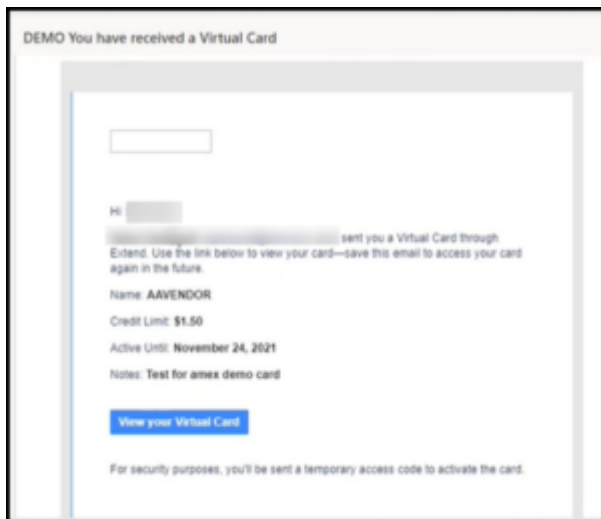 DEMO You have received a Virtual Card
Hi
sent you a Virtual Card through
Extend. Use the link below to view your card—save this email to access your card
again in the future.
Name: AAVENDOR
Credit Limit: $1.50
Active Until: November 24, 2021
Notes: Test for amex demo card
View your Virtual Card
For security purposes, you'll be sent a temporary access code to activate the card.